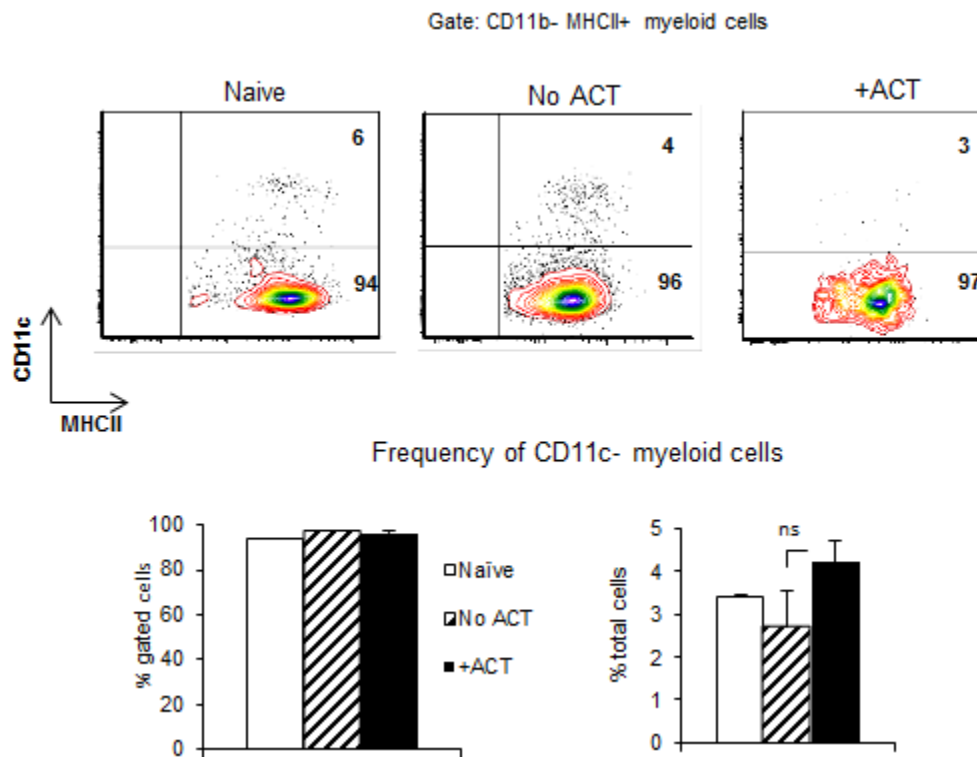 Gate: CD11b- MHCII+ myeloid cells
Naive
No ACT
+ACT
6
4
3
94
96
97
CD11c
MHCII
Frequency of CD11c- myeloid cells
% gated cells
100
80
60
40
20
0
Naïve
No ACT
+ACT
% total cells
5
4
3
2
1
0
ns